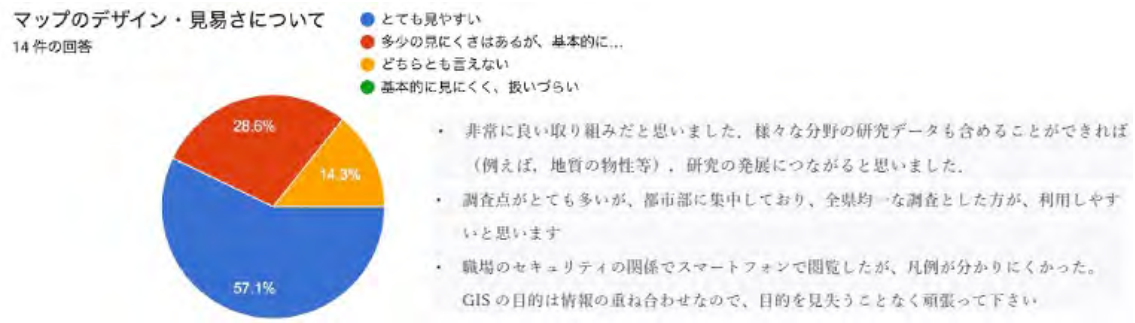 マップのデザイン・見易さについて
14 件の回答
とても見やすい
多少の見にくさはあるが、基本的に...
どちらとも言えない
基本的に見にくく、扱いづらい
28.6%
14.3%
57.1%
・ 非常に良い取り組みだと思いました．様々な分野の研究データも含めることができれば
（例えば，地質の物性等），研究の発展につながると思いました．
・ 調査点がとても多いが、都市部に集中しており、全県均一な調査とした方が、利用しやす
いと思います
・ 職場のセキュリティの関係でスマートフォンで閲覧したが、凡例が分かりにくかった。
GIS の目的は情報の重ね合わせなので、目的を見失うことなく頑張って下さい